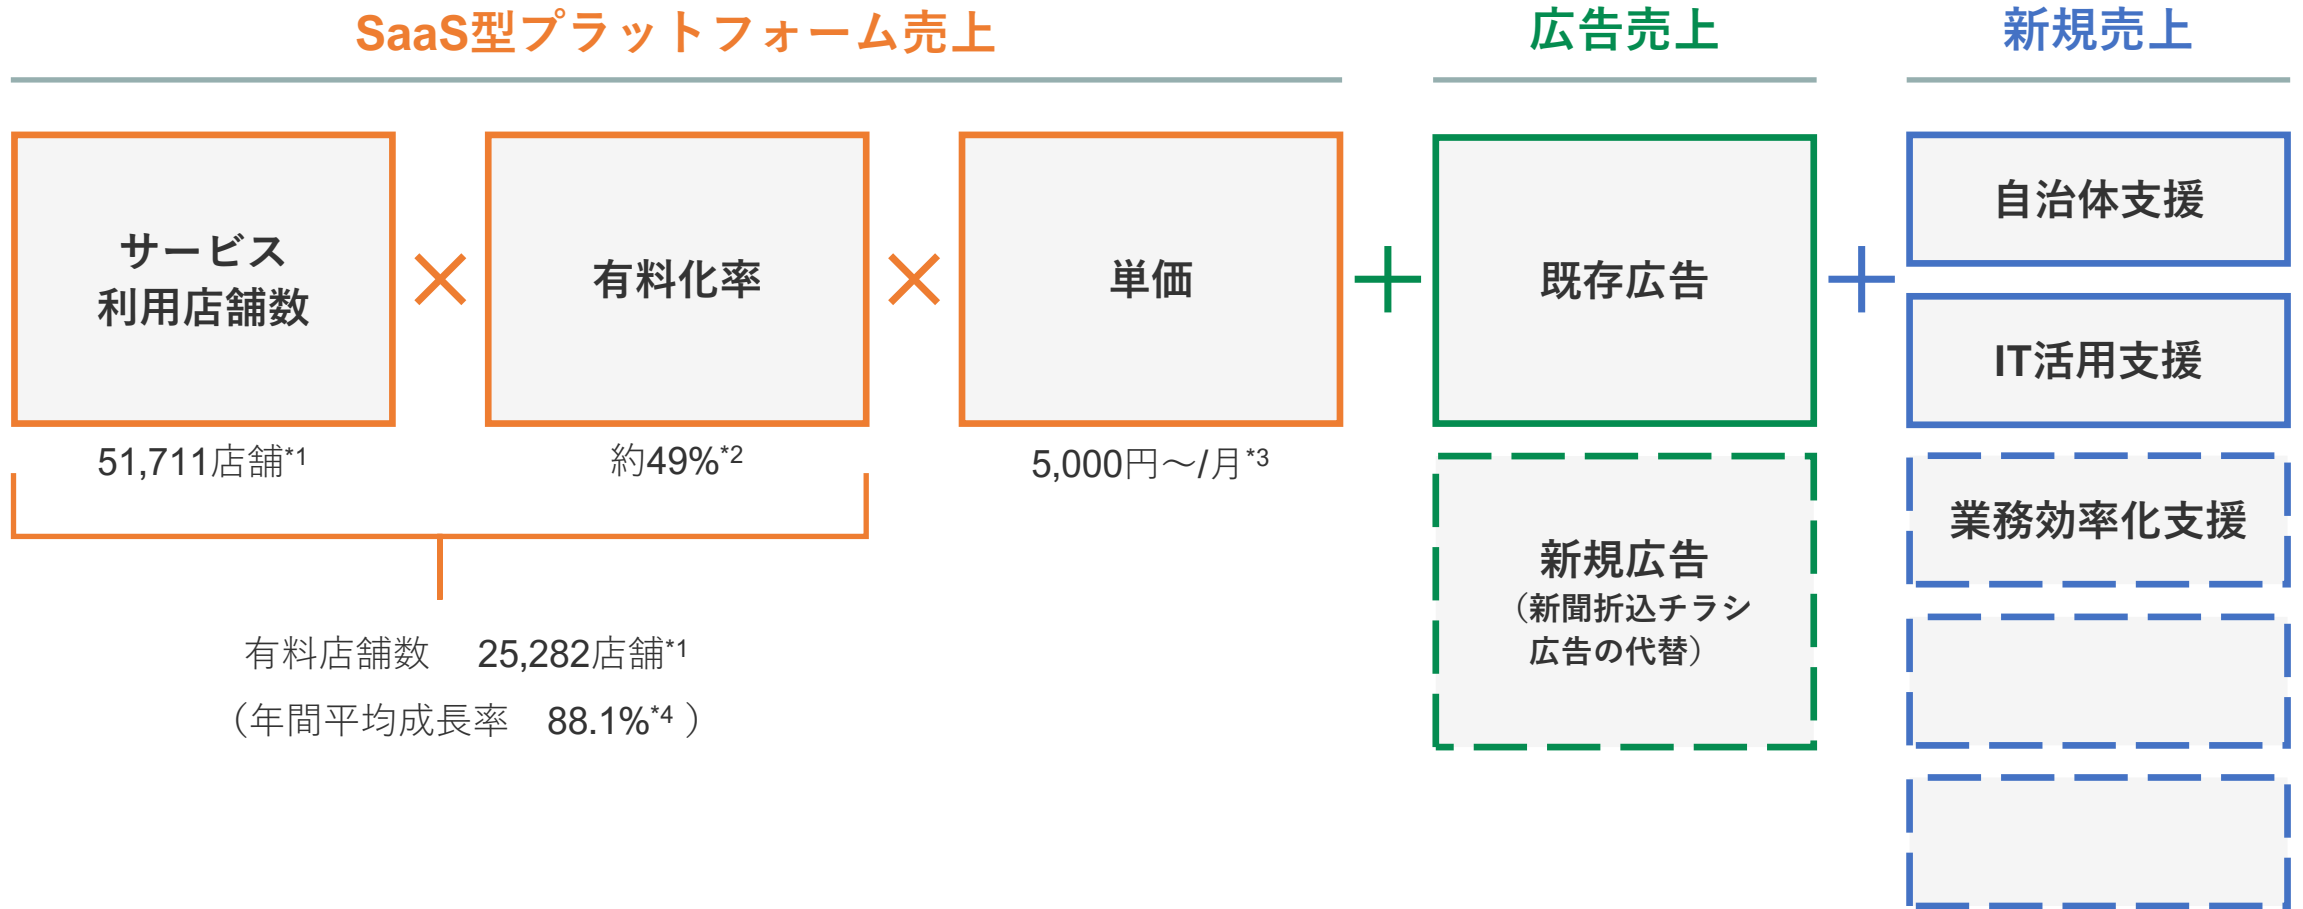 SaaS型プラットフォーム売上
広告売上
新規売上
サービス
利用店舗数
×
有料化率
×
単価
+
既存広告
+
自治体支援
IT活用支援
51,711店舗*1
約49%*2
5,000円～/月*3
有料店舗数　25,282店舗*1
（年間平均成長率　88.1%*4 ）
新規広告
（新聞折込チラシ
広告の代替）
業務効率化支援